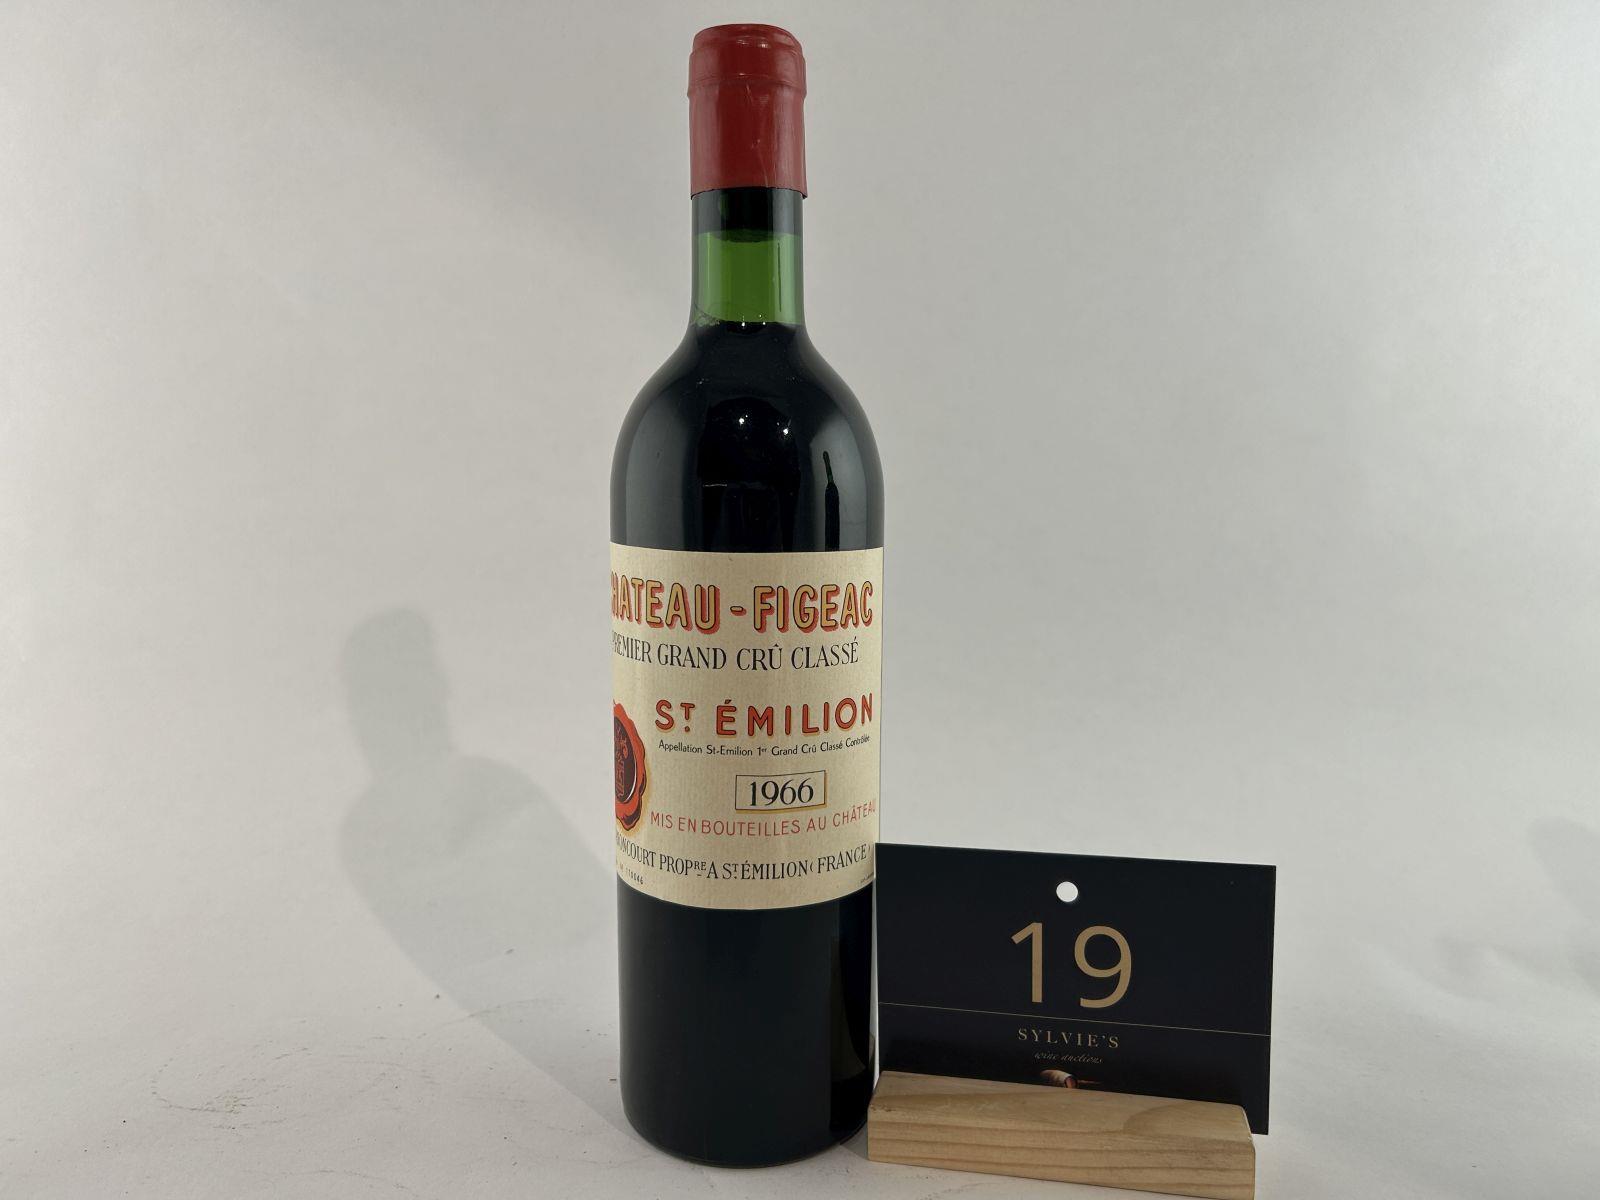 HATEAU - FIGEAC
PREMIER GRAND CRÛ CLASSÉ
ST ÉMILION
Appellation St-Emilion 1er Grand Crû Classé Contrôlée
1966
MIS EN BOUTEILLES AU CHÂTEAU
NONCOURT PROPRE A ST ÉMILION (FRANCE)
19
SYLVIE'S
wine auctions